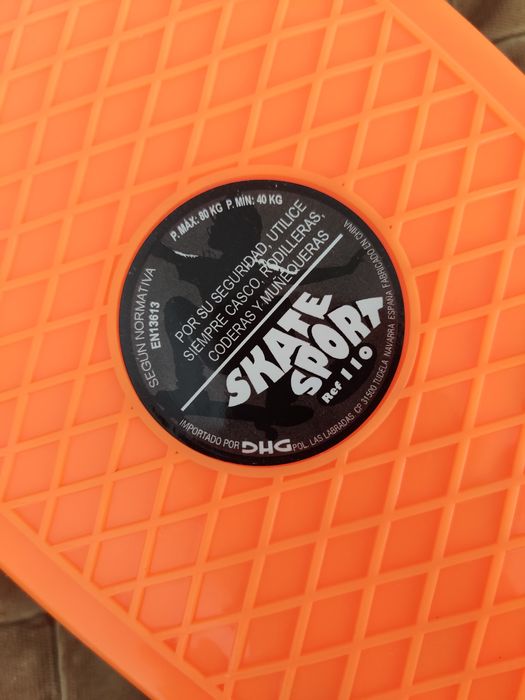 P. MÁX: 80 KG P. MIN: 40 KG
SEGÚN NORMATIVA
EN13613
POR SU SEGURIDAD, UTILICE
SIEMPRE CASCO, RODILLERAS,
CODERAS Y MUÑEQUERAS
SKATE
SPORT
Ref 110
IMPORTADO POR DHG POL. LAS LABRADAS CP 31500 TUDELA NAVARRA ESPAÑA FABRICADO EN CHINA